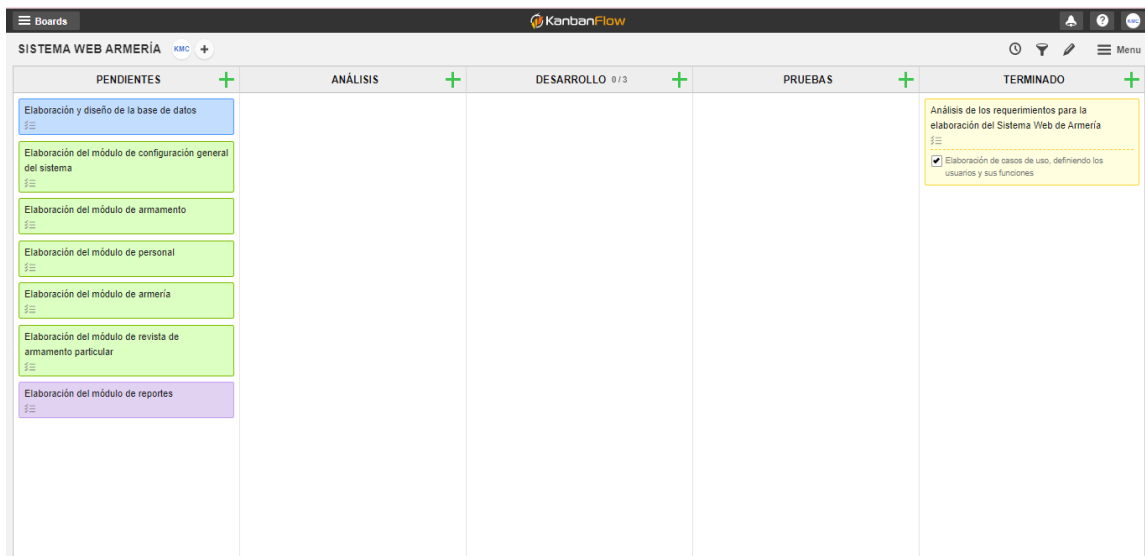 Boards
KanbanFlow
KMC
SISTEMA WEB ARMERÍA KMC +
Menu
PENDIENTES
ANÁLISIS
DESARROLLO 0/3
PRUEBAS
TERMINADO
Elaboración y diseño de la base de datos
Elaboración del módulo de configuración general
del sistema
Elaboración del módulo de armamento
Elaboración del módulo de personal
Elaboración del módulo de armería
Elaboración del módulo de revista de
armamento particular
Elaboración del módulo de reportes
Análisis de los requerimientos para la
elaboración del Sistema Web de Armería
Elaboración de casos de uso, definiendo los
usuarios y sus funciones